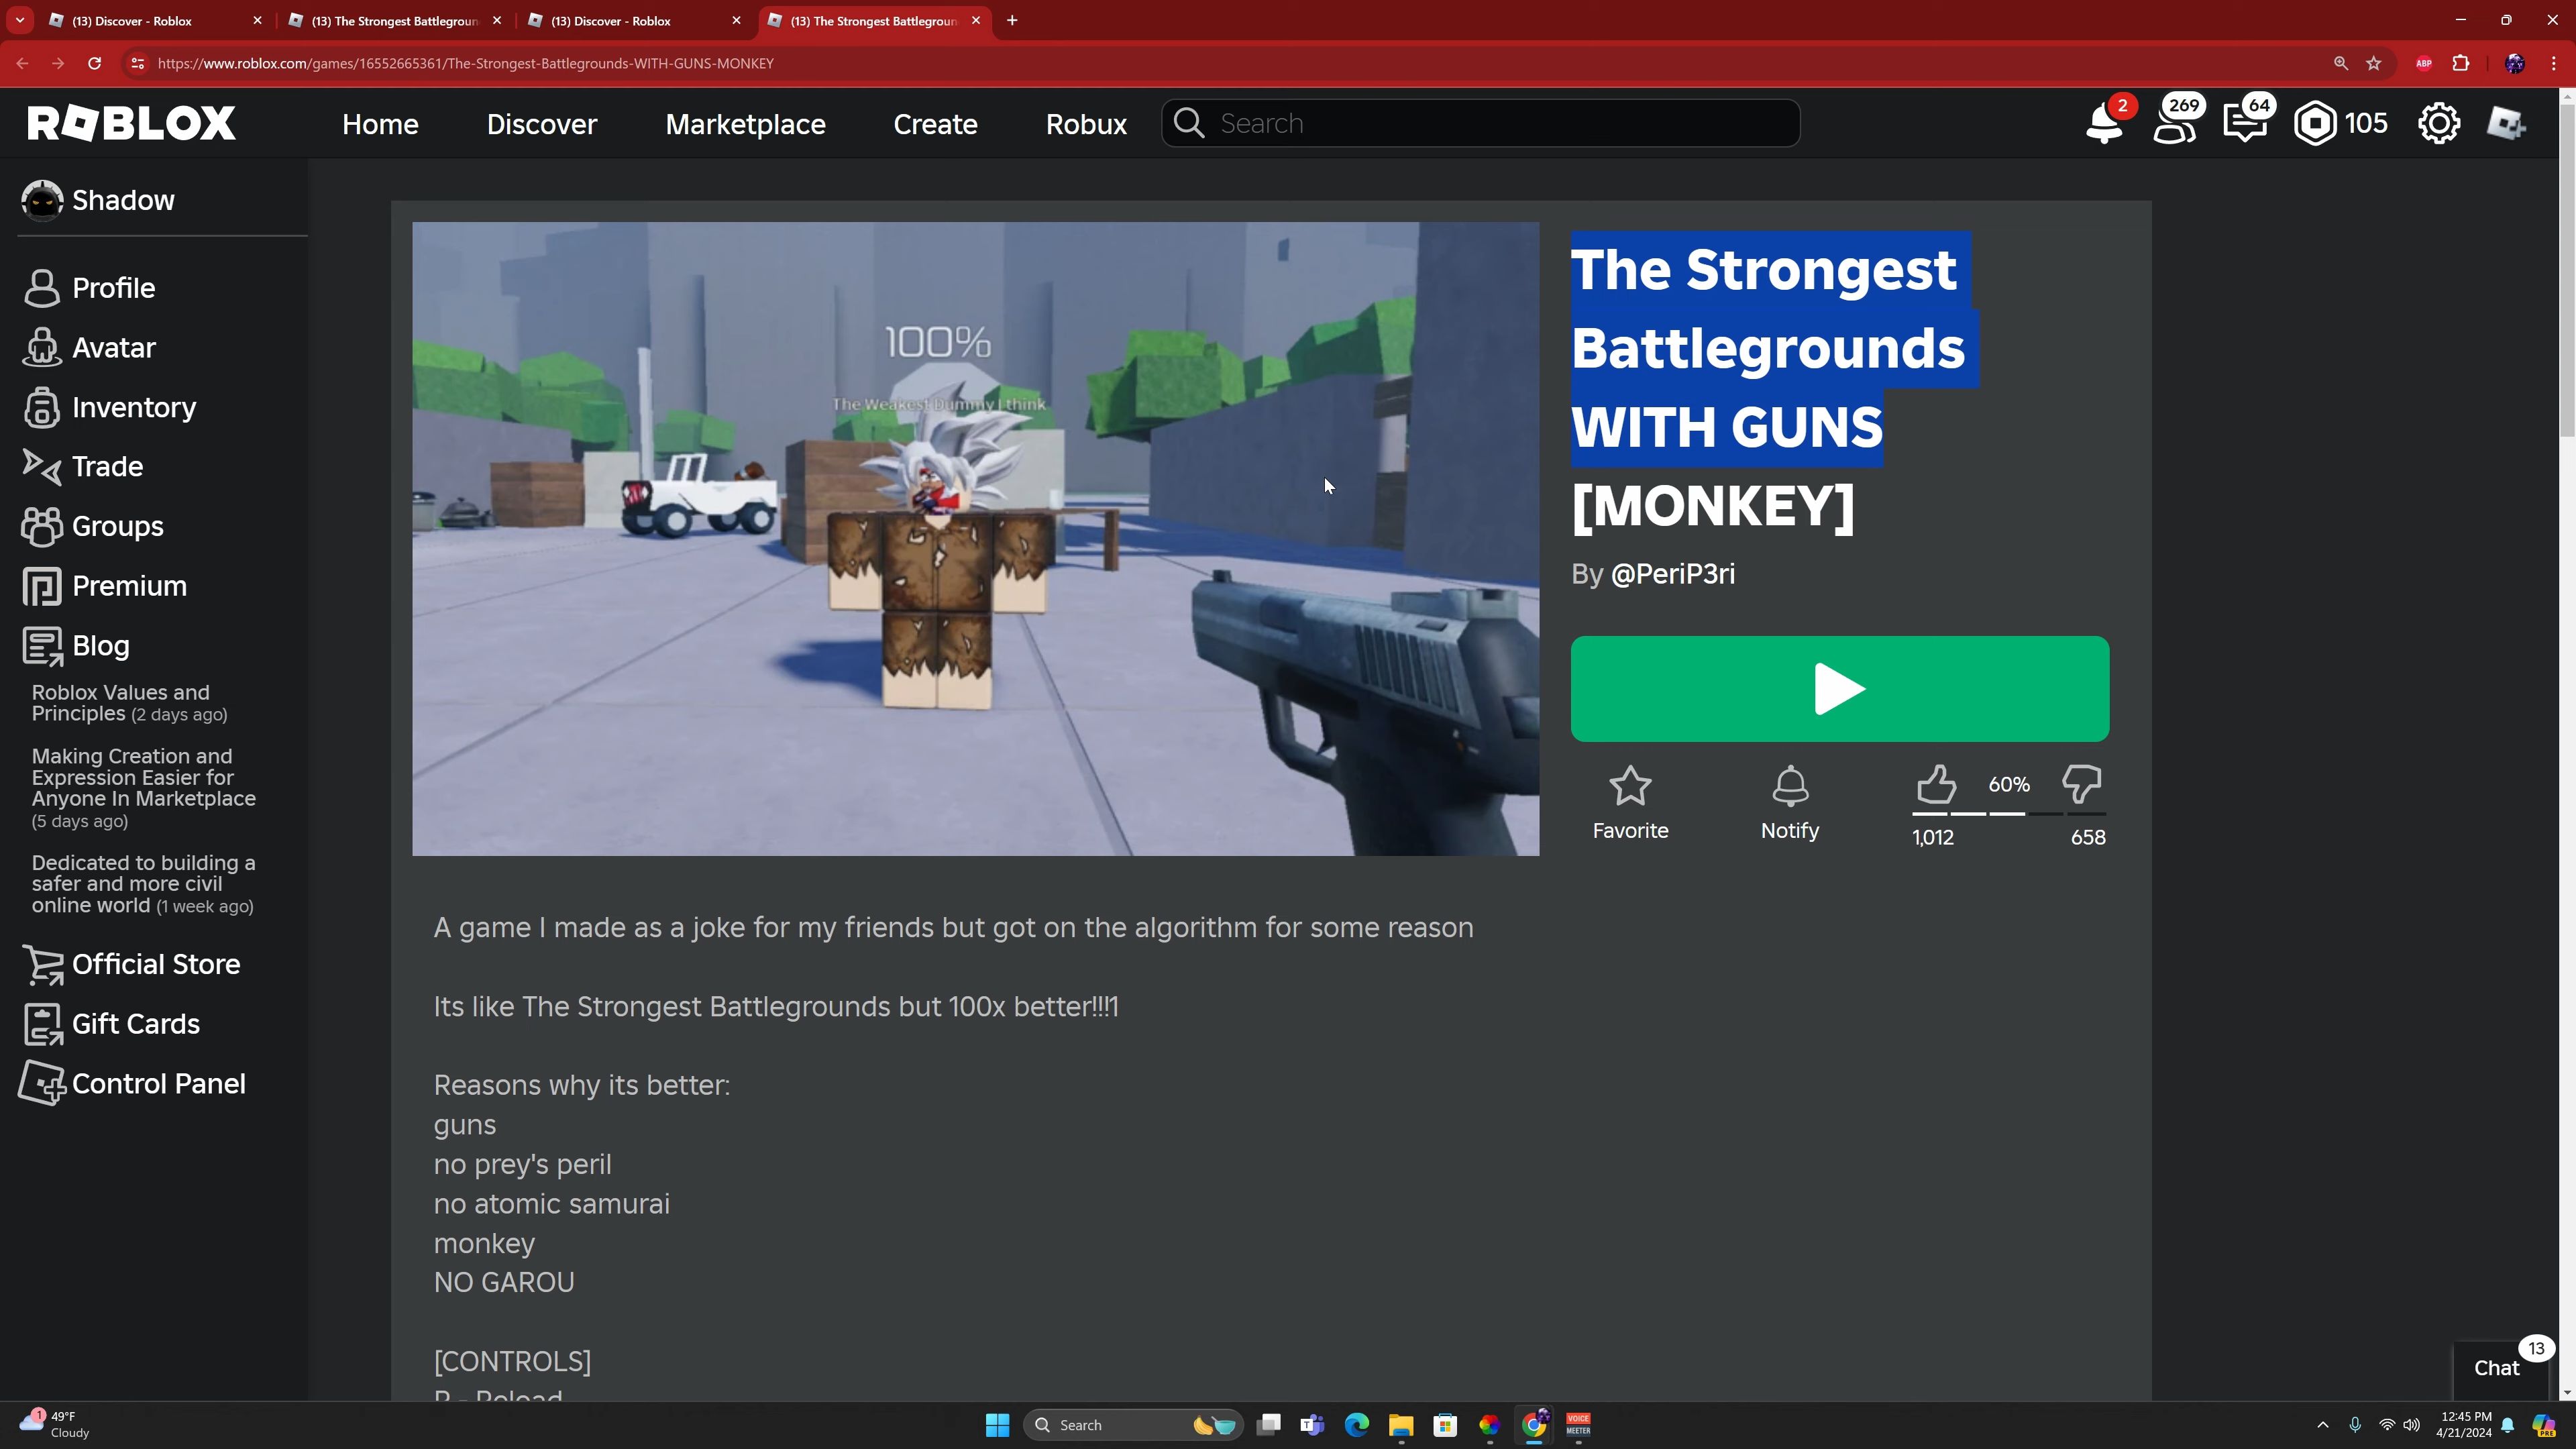 (13) Discover - Roblox
(13) The Strongest Battlegroun
(13) Discover - Roblox
(13) The Strongest Battlegroun
https://www.roblox.com/games/16552665361/The-Strongest-Battlegrounds-WITH-GUNS-MONKEY
ABP
ROBLOX
Home
Discover
Marketplace
Create
Robux
Search
2
269
64
105
Shadow
Profile
Avatar
Inventory
Trade
Groups
Premium
Blog
Roblox Values and
Principles (2 days ago)
Making Creation and
Expression Easier for
Anyone In Marketplace
(5 days ago)
Dedicated to building a
safer and more civil
online world (1 week ago)
Official Store
Gift Cards
Control Panel
100%
The Weakest Dummy I think
The Strongest
Battlegrounds
WITH GUNS
[MONKEY]
By @PeriP3ri
Favorite
Notify
60%
1,012
658
A game I made as a joke for my friends but got on the algorithm for some reason
Its like The Strongest Battlegrounds but 100x better!!!1
Reasons why its better:
guns
no prey's peril
no atomic samurai
monkey
NO GAROU
[CONTROLS]
R - Reload
Chat
13
1
49°F
Cloudy
Search
VOICE
MEETER
12:45 PM
4/21/2024
PRE